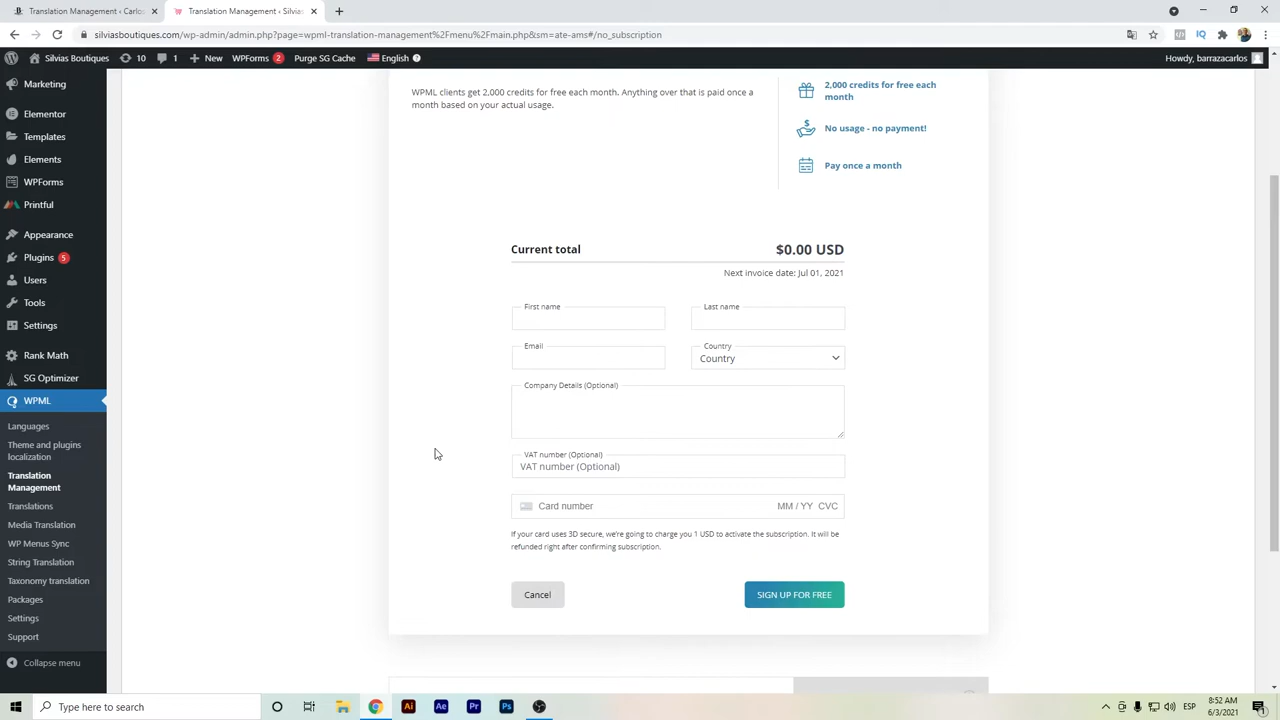 Translation Management ‹ Carlos
Translation Management ‹ Silvias
silviasboutiques.com/wp-admin/admin.php?page=wpml-translation-management%2Fmenu%2Fmain.php&sm=ate-ams#/no_subscription
Silvias Boutiques
10
1
New
WPForms 2
Purge SG Cache
English
Howdy, barrazacarlos
Marketing
Elementor
Templates
Elements
WPForms
Printful
Appearance
Plugins 5
Users
Tools
Settings
Rank Math
SG Optimizer
WPML
Languages
Theme and plugins
localization
Translation
Management
Translations
Media Translation
WP Menus Sync
String Translation
Taxonomy translation
Packages
Settings
Support
Collapse menu
WPML clients get 2,000 credits for free each month. Anything over that is paid once a
month based on your actual usage.
2,000 credits for free each
month
No usage - no payment!
Pay once a month
Current total
$0.00 USD
Next invoice date: Jul 01, 2021
First name
Last name
Email
Country
Country
Company Details (Optional)
VAT number (Optional)
VAT number (Optional)
Card number
MM / YY CVC
If your card uses 3D secure, we're going to charge you 1 USD to activate the subscription. It will be
refunded right after confirming subscription.
Cancel
SIGN UP FOR FREE
Type here to search
Ai
Ae
Pr
Ps
ESP
8:52 AM
6/3/2021